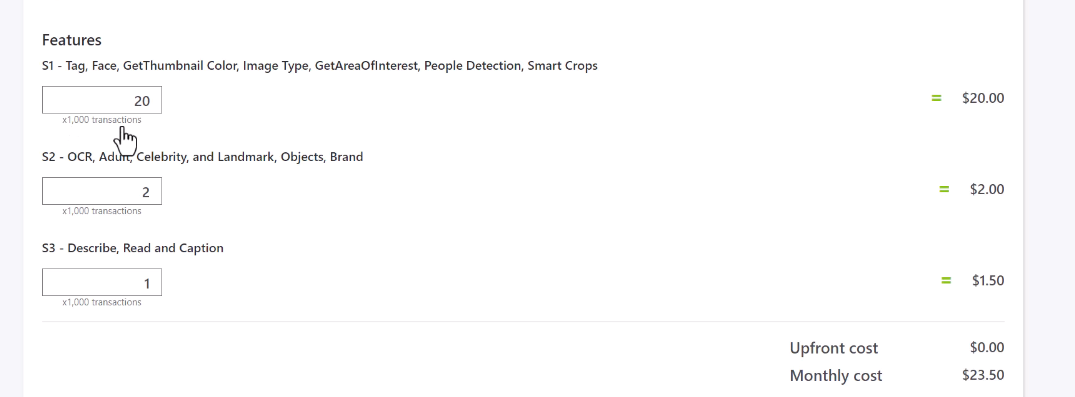 Features
S1 - Tag, Face, GetThumbnail Color, Image Type, GetAreaOfInterest, People Detection, Smart Crops
20 = $20.00
x1,000 transactions
S2 - OCR, Adult, Celebrity, and Landmark, Objects, Brand
2 = $2.00
x1,000 transactions
S3 - Describe, Read and Caption
1 = $1.50
x1,000 transactions
Upfront cost $0.00
Monthly cost $23.50